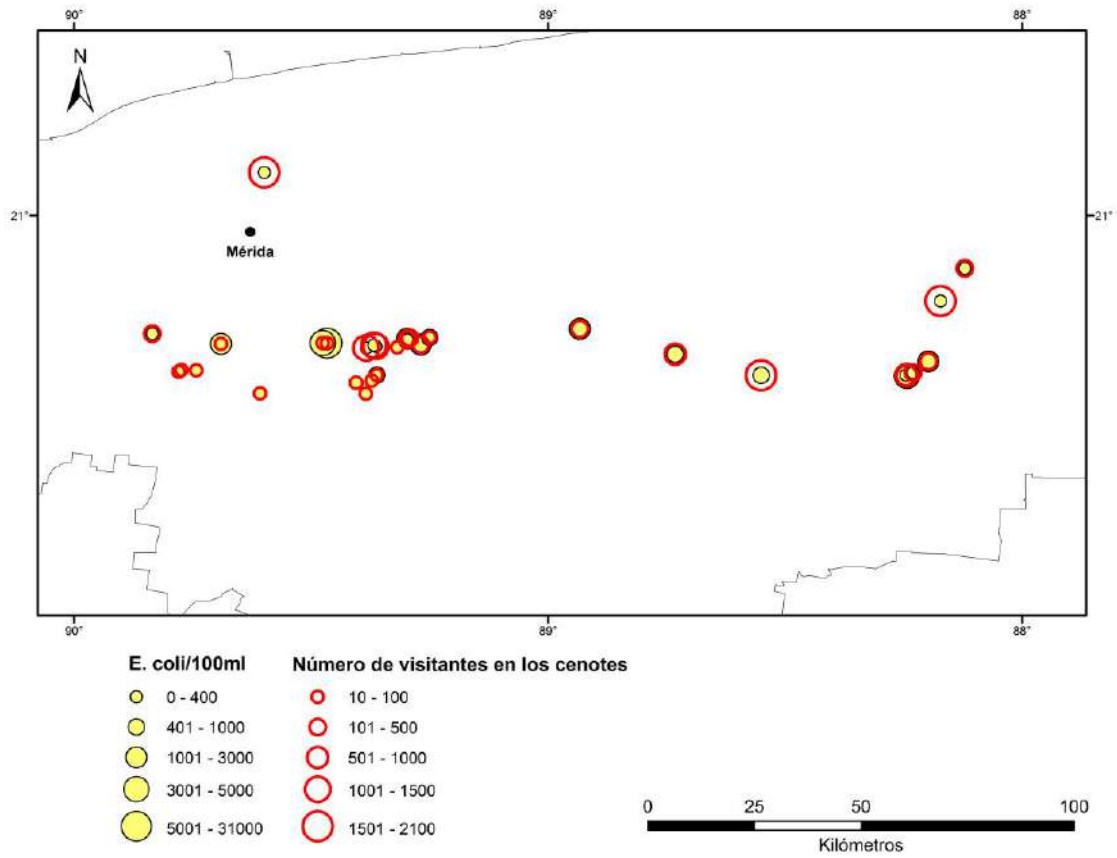 90° 89° 88°
N
21° 21°
Mérida
90° 89° 88°
E. coli/100ml Número de visitantes en los cenotes
0 - 400 10 - 100
401 - 1000 101 - 500
1001 - 3000 501 - 1000
3001 - 5000 1001 - 1500
5001 - 31000 1501 - 2100
0 25 50 100
Kilómetros